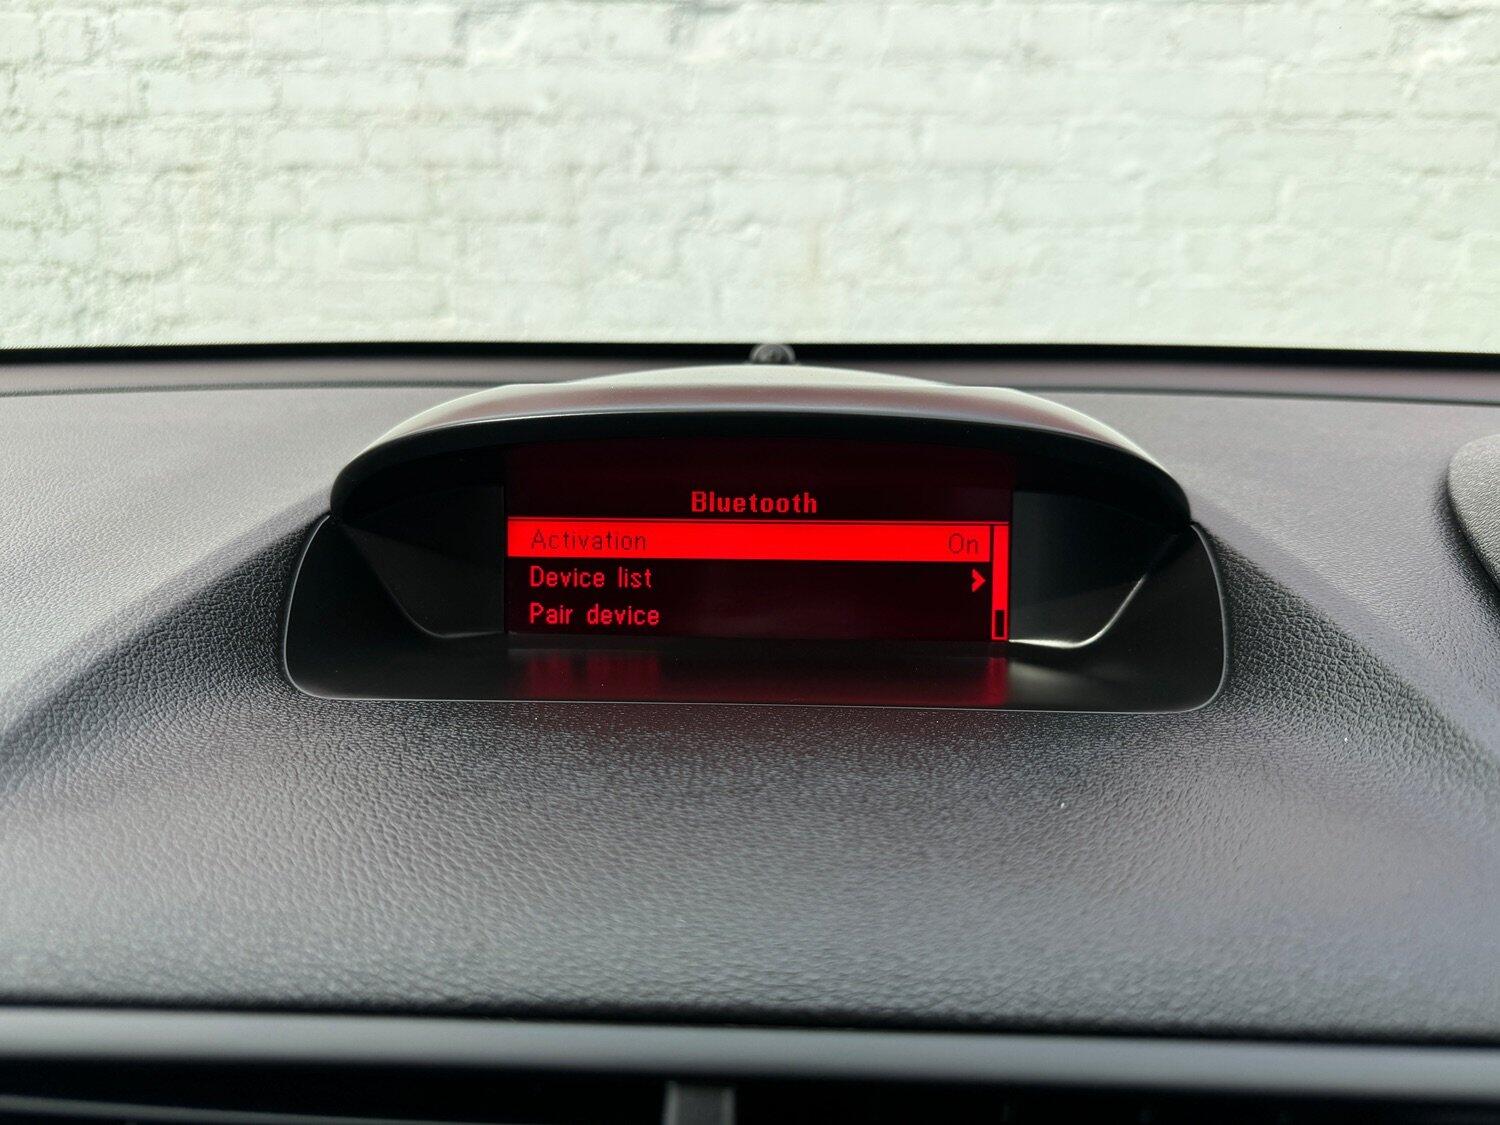 Bluetooth
Activation On
Device list
Pair device